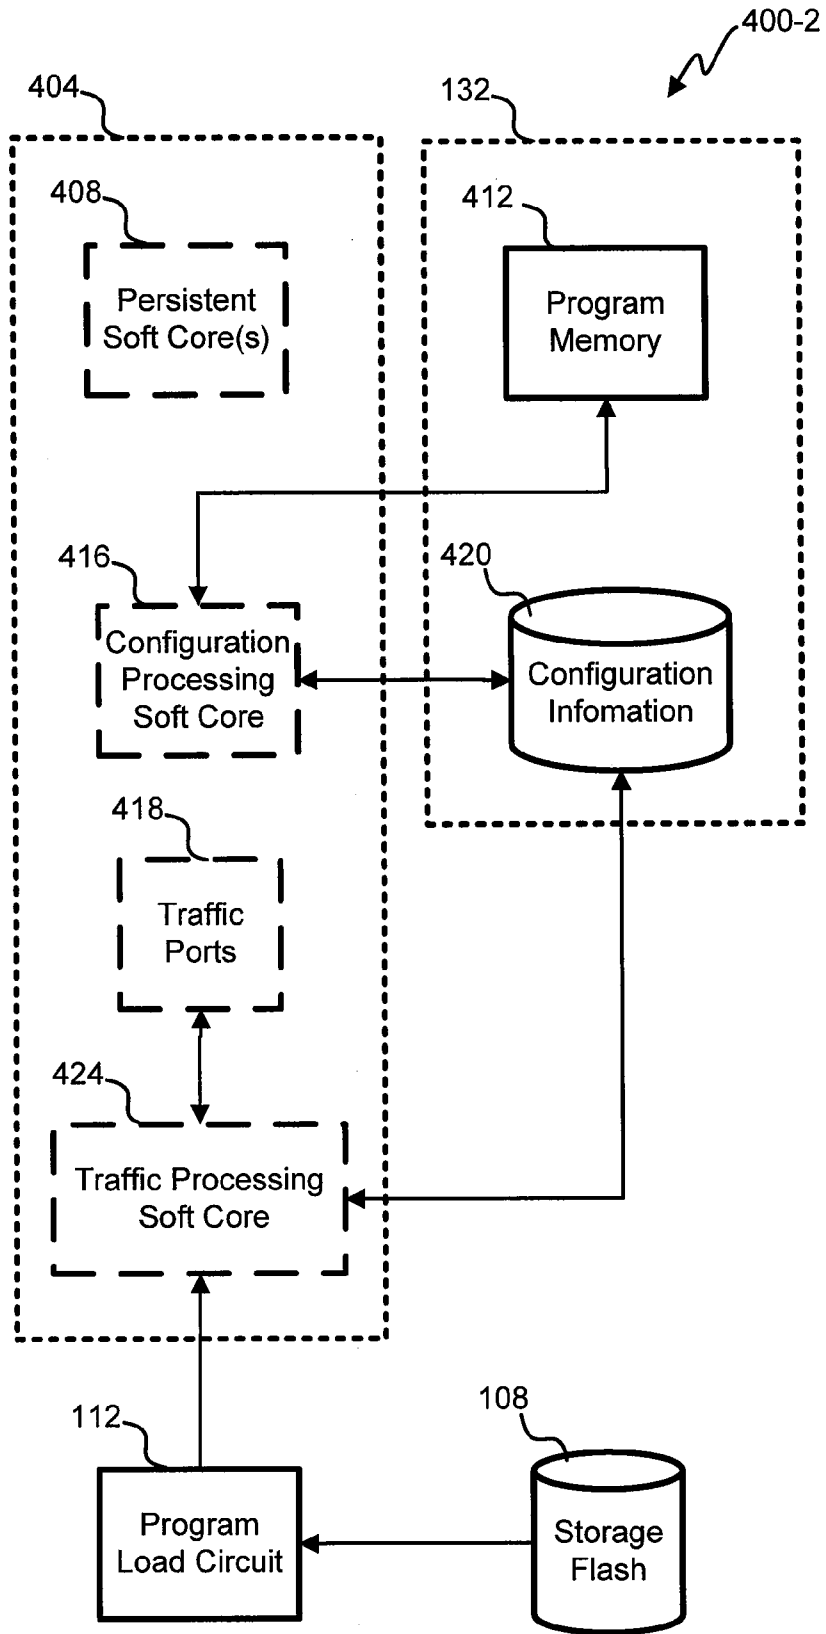 400-2
404
132
408
412
Persistent
Soft Core(s)
Program
Memory
416
420
Configuration
Processing
Soft Core
Configuration
Infomation
418
Traffic
Ports
424
Traffic Processing
Soft Core
112
108
Program
Load Circuit
Storage
Flash